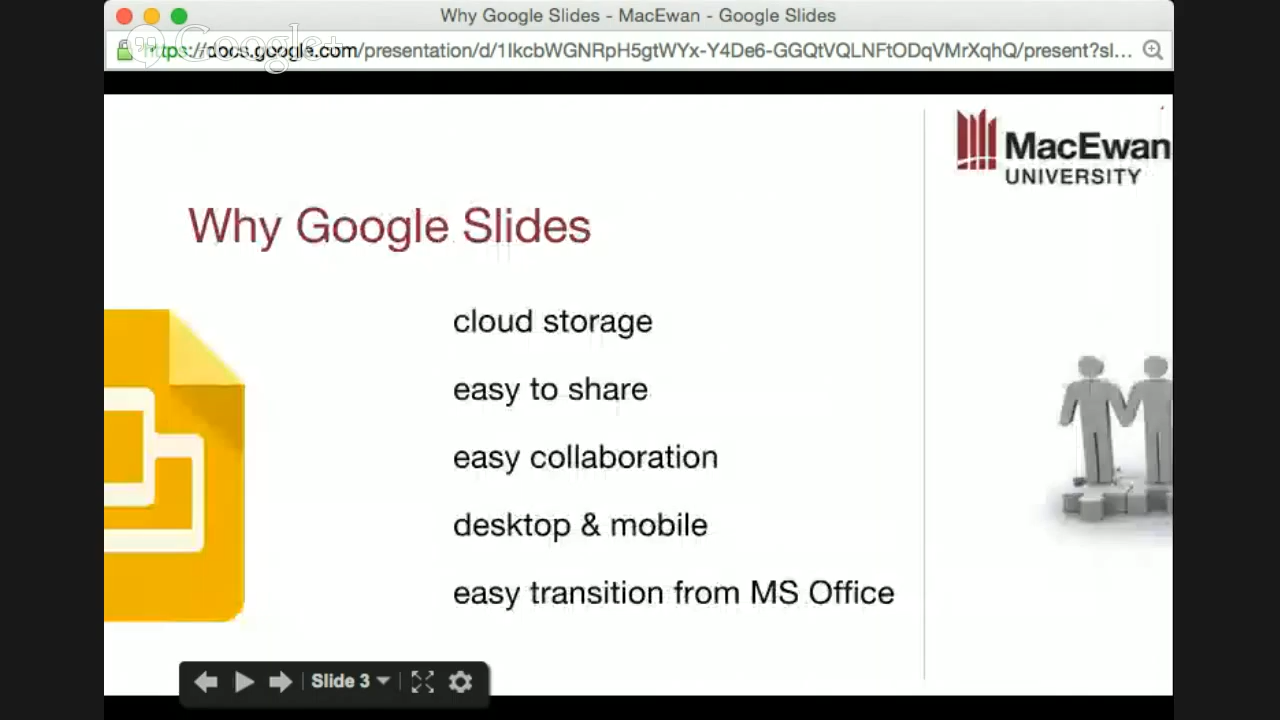 Why Google Slides - MacEwan - Google Slides
Google+
https://docs.google.com/presentation/d/1IkcbWGNRpH5gtWYx-Y4De6-GGQtVQLNFtODqVMrXqhQ/present?sl...
MacEwan
UNIVERSITY
Why Google Slides
cloud storage
easy to share
easy collaboration
desktop & mobile
easy transition from MS Office
Slide 3